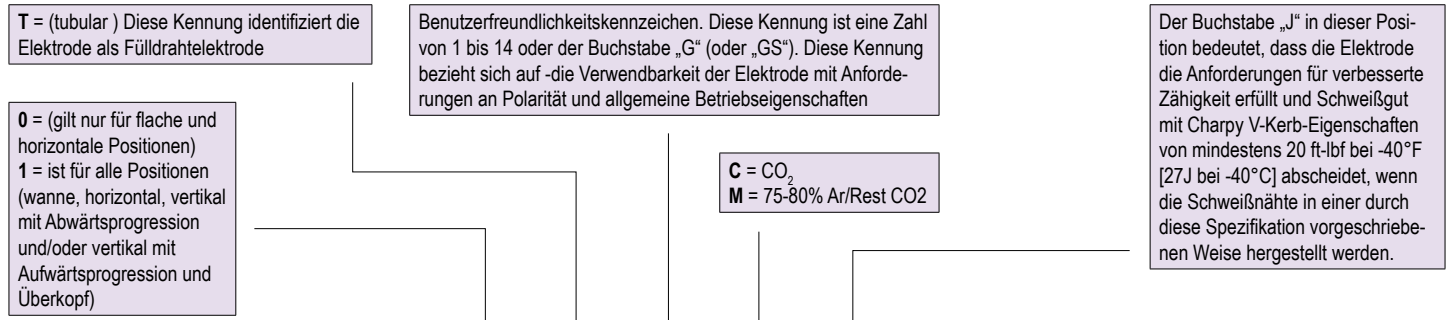 T = (tubular ) Diese Kennung identifiziert die
Elektrode als Fülldrahtelektrode
Benutzerfreundlichkeitskennzeichen. Diese Kennung ist eine Zahl
von 1 bis 14 oder der Buchstabe „G“ (oder „GS“). Diese Kennung
bezieht sich auf -die Verwendbarkeit der Elektrode mit Anforde-
rungen an Polarität und allgemeine Betriebseigenschaften
Der Buchstabe „J“ in dieser Posi-
tion bedeutet, dass die Elektrode
die Anforderungen für verbesserte
Zähigkeit erfüllt und Schweißgut
mit Charpy V-Kerb-Eigenschaften
von mindestens 20 ft-lbf bei -40°F
[27J bei -40°C] abscheidet, wenn
die Schweißnähte in einer durch
diese Spezifikation vorgeschriebe-
nen Weise hergestellt werden.
0 = (gilt nur für flache und
horizontale Positionen)
1 = ist für alle Positionen
(wanne, horizontal, vertikal
mit Abwärtsprogression
und/oder vertikal mit
Aufwärtsprogression und
Überkopf)
C = CO₂
M = 75-80% Ar/Rest CO2